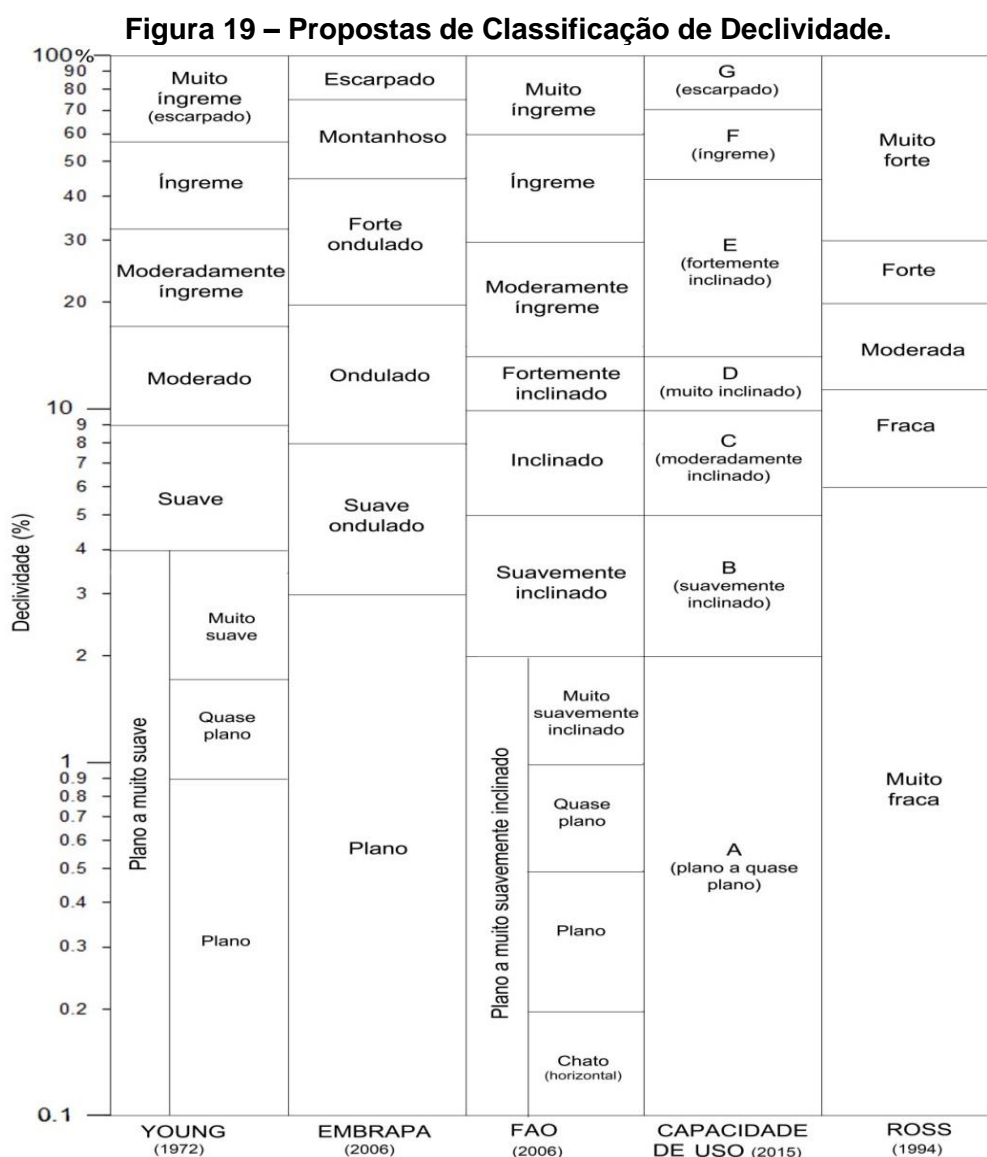 Figura 19 – Propostas de Classificação de Declividade.
Declividade (%)
100%
90
80
70
60
50
40
30
20
10
9
8
7
6
5
4
3
2
1
0.9
0.8
0.7
0.6
0.5
0.4
0.3
0.2
0.1
Muito
íngreme
(escarpado)
Íngreme
Moderadamente
íngreme
Moderado
Suave
Plano a muito suave
Muito
suave
Quase
plano
Plano
YOUNG
(1972)
Escarpado
Montanhoso
Forte
ondulado
Ondulado
Suave
ondulado
Plano
EMBRAPA
(2006)
Muito
íngreme
Íngreme
Moderamente
íngreme
Fortemente
inclinado
Inclinado
Suavemente
inclinado
Plano a muito suavemente inclinado
Muito
suavemente
inclinado
Quase
plano
Plano
Chato
(horizontal)
FAO
(2006)
G
(escarpado)
F
(íngreme)
E
(fortemente
inclinado)
D
(muito inclinado)
C
(moderadamente
inclinado)
B
(suavemente
inclinado)
A
(plano a quase
plano)
CAPACIDADE
DE USO (2015)
Muito
forte
Forte
Moderada
Fraca
Muito
fraca
ROSS
(1994)